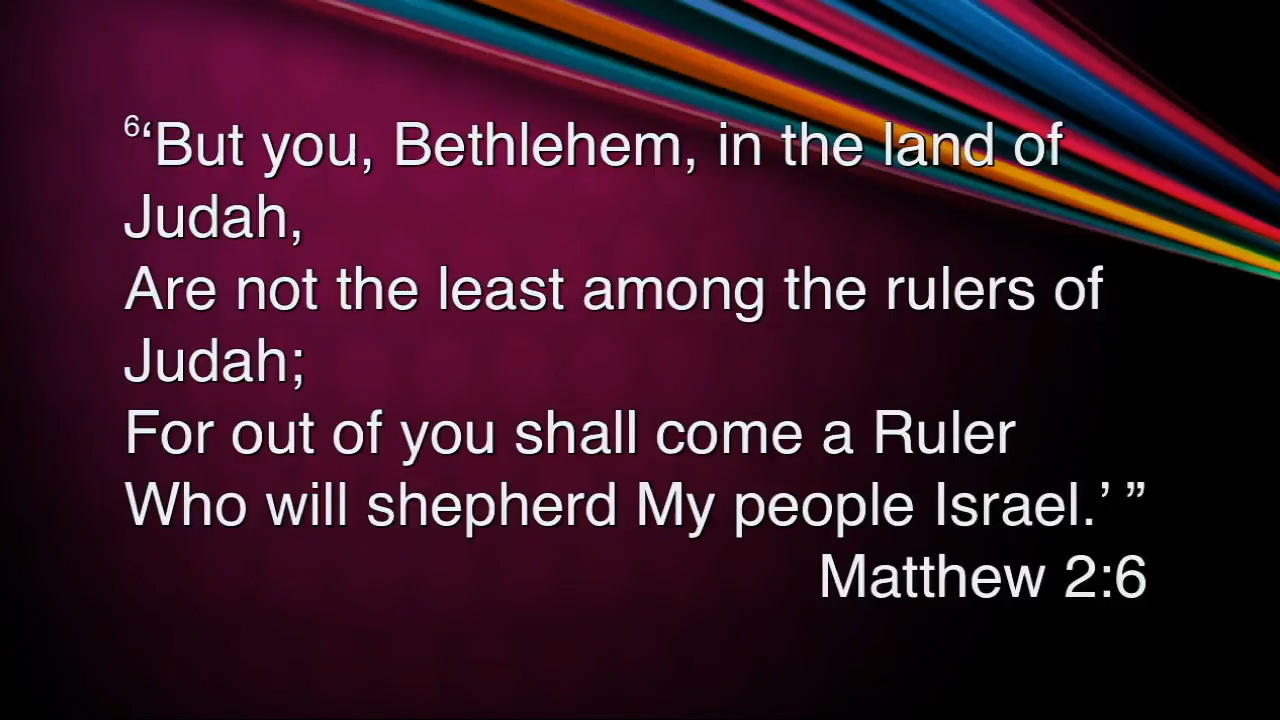 ⁶‘But you, Bethlehem, in the land of
Judah,
Are not the least among the rulers of
Judah;
For out of you shall come a Ruler
Who will shepherd My people Israel.’ ”
Matthew 2:6